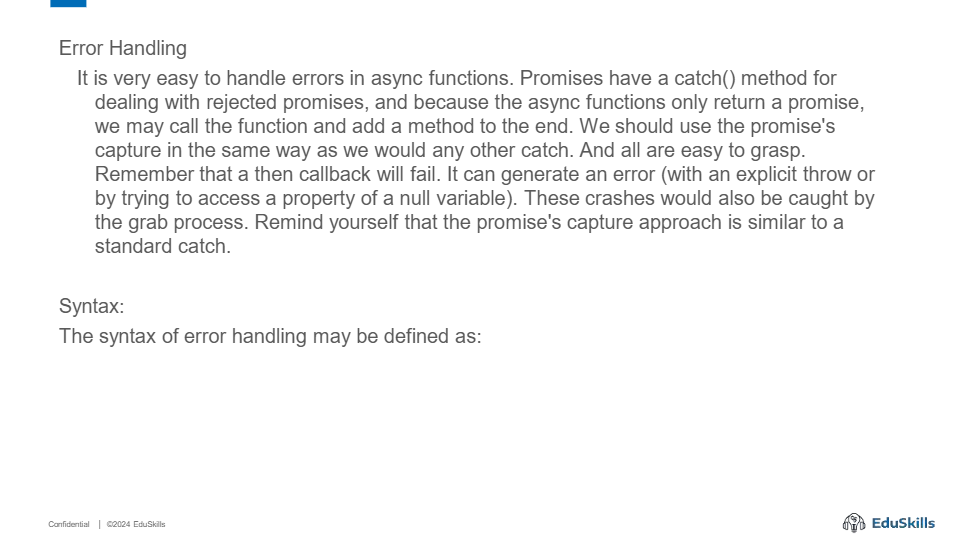 Error Handling
It is very easy to handle errors in async functions. Promises have a catch() method for
dealing with rejected promises, and because the async functions only return a promise,
we may call the function and add a method to the end. We should use the promise's
capture in the same way as we would any other catch. And all are easy to grasp.
Remember that a then callback will fail. It can generate an error (with an explicit throw or
by trying to access a property of a null variable). These crashes would also be caught by
the grab process. Remind yourself that the promise's capture approach is similar to a
standard catch.
Syntax:
The syntax of error handling may be defined as:
Confidential | ©2024 EduSkills
EduSkills